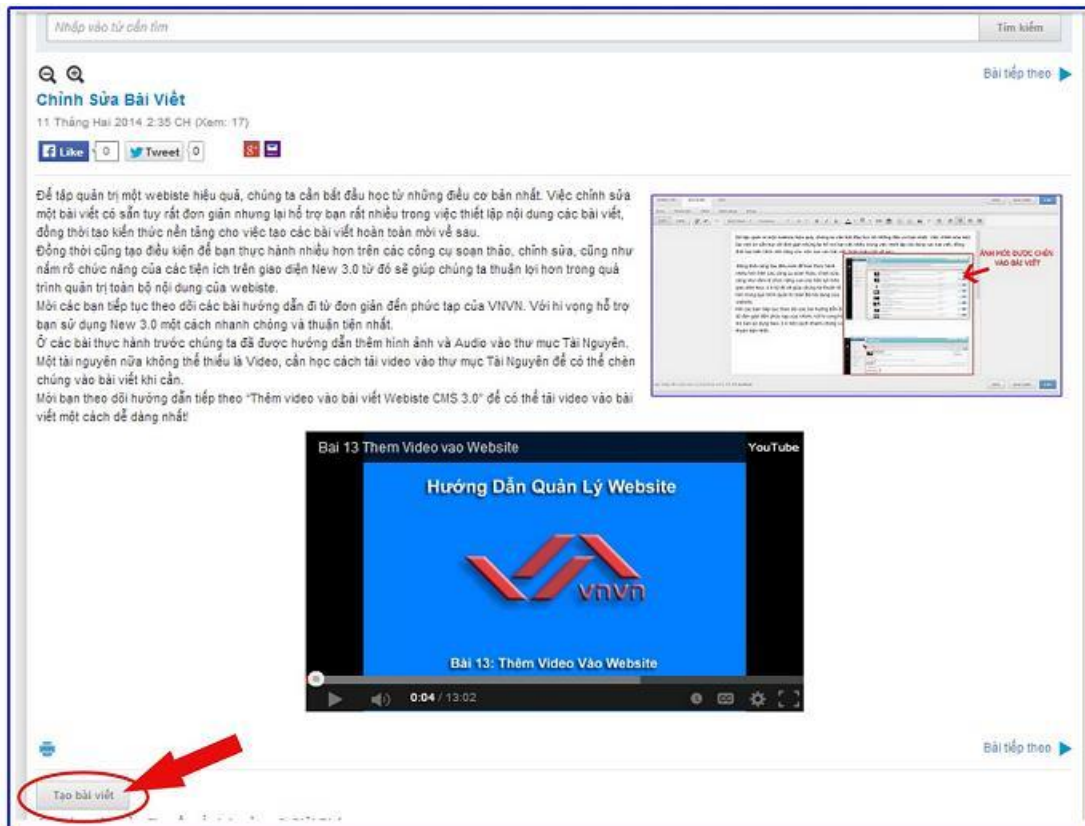 Nhập vào từ cần tìm
Tìm kiếm
Bài tiếp theo
Chỉnh Sửa Bài Viết
11 Tháng Hai 2014 2:35 CH (Xem: 17)
Like 0 Tweet 0
Để tập quản trị một webiste hiệu quả, chúng ta cần bắt đầu học từ những điều cơ bản nhất. Việc chỉnh sửa
một bài viết có sẵn tuy rất đơn giản nhưng lại hỗ trợ bạn rất nhiều trong việc thiết lập nội dung các bài viết,
đồng thời tạo kiến thức nền tảng cho việc tạo các bài viết hoàn toàn mới về sau.
Đồng thời cũng tạo điều kiện để bạn thực hành nhiều hơn trên các công cụ soạn thảo, chỉnh sửa, cũng như
nắm rõ chức năng của các tiện ích trên giao diện New 3.0 từ đó sẽ giúp chúng ta thuận lợi hơn trong quá
trình quản trị toàn bộ nội dung của webiste.
Mời các bạn tiếp tục theo dõi các bài hướng dẫn đi từ đơn giản đến phức tạp của VNVN. Với hi vọng hỗ trợ
bạn sử dụng New 3.0 một cách nhanh chóng và thuận tiện nhất.
Ở các bài thực hành trước chúng ta đã được hướng dẫn thêm hình ảnh và Audio vào thư mục Tài Nguyên.
Một tài nguyên nữa không thể thiếu là Video, cần học cách tải video vào thư mục Tài Nguyên để có thể chèn
chúng vào bài viết khi cần.
Mời bạn theo dõi hướng dẫn tiếp theo "Thêm video vào bài viết Webiste CMS 3.0" để có thể tải video vào bài
viết một cách dễ dàng nhất!
ẢNH MỚI ĐƯỢC CHÈN
VÀO BÀI VIẾT
Bai 13 Them Video vao Website
YouTube
Hướng Dẫn Quản Lý Website
vnvn
Bài 13: Thêm Video Vào Website
0:04 / 13:02
CC
Bài tiếp theo
Tạo bài viết